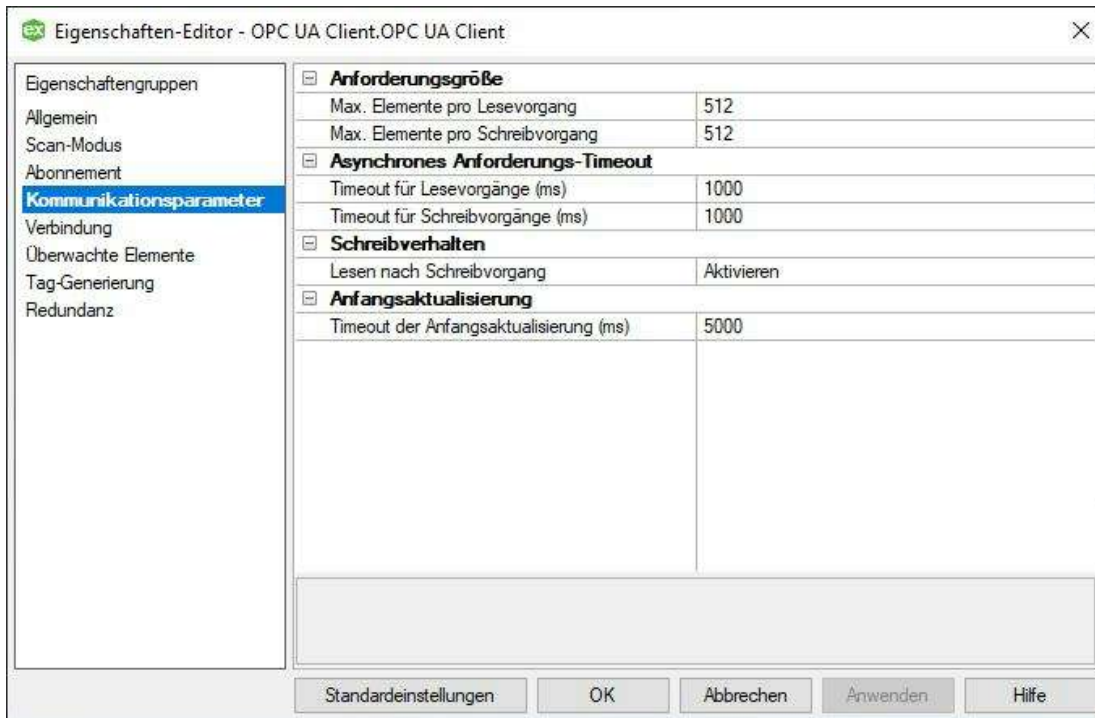 ex Eigenschaften-Editor - OPC UA Client.OPC UA Client
Eigenschaftengruppen
Allgemein
Scan-Modus
Abonnement
Kommunikationsparameter
Verbindung
Überwachte Elemente
Tag-Generierung
Redundanz
Anforderungsgröße
Max. Elemente pro Lesevorgang 512
Max. Elemente pro Schreibvorgang 512
Asynchrones Anforderungs-Timeout
Timeout für Lesevorgänge (ms) 1000
Timeout für Schreibvorgänge (ms) 1000
Schreibverhalten
Lesen nach Schreibvorgang Aktivieren
Anfangsaktualisierung
Timeout der Anfangsaktualisierung (ms) 5000
Standardeinstellungen OK Abbrechen Anwenden Hilfe